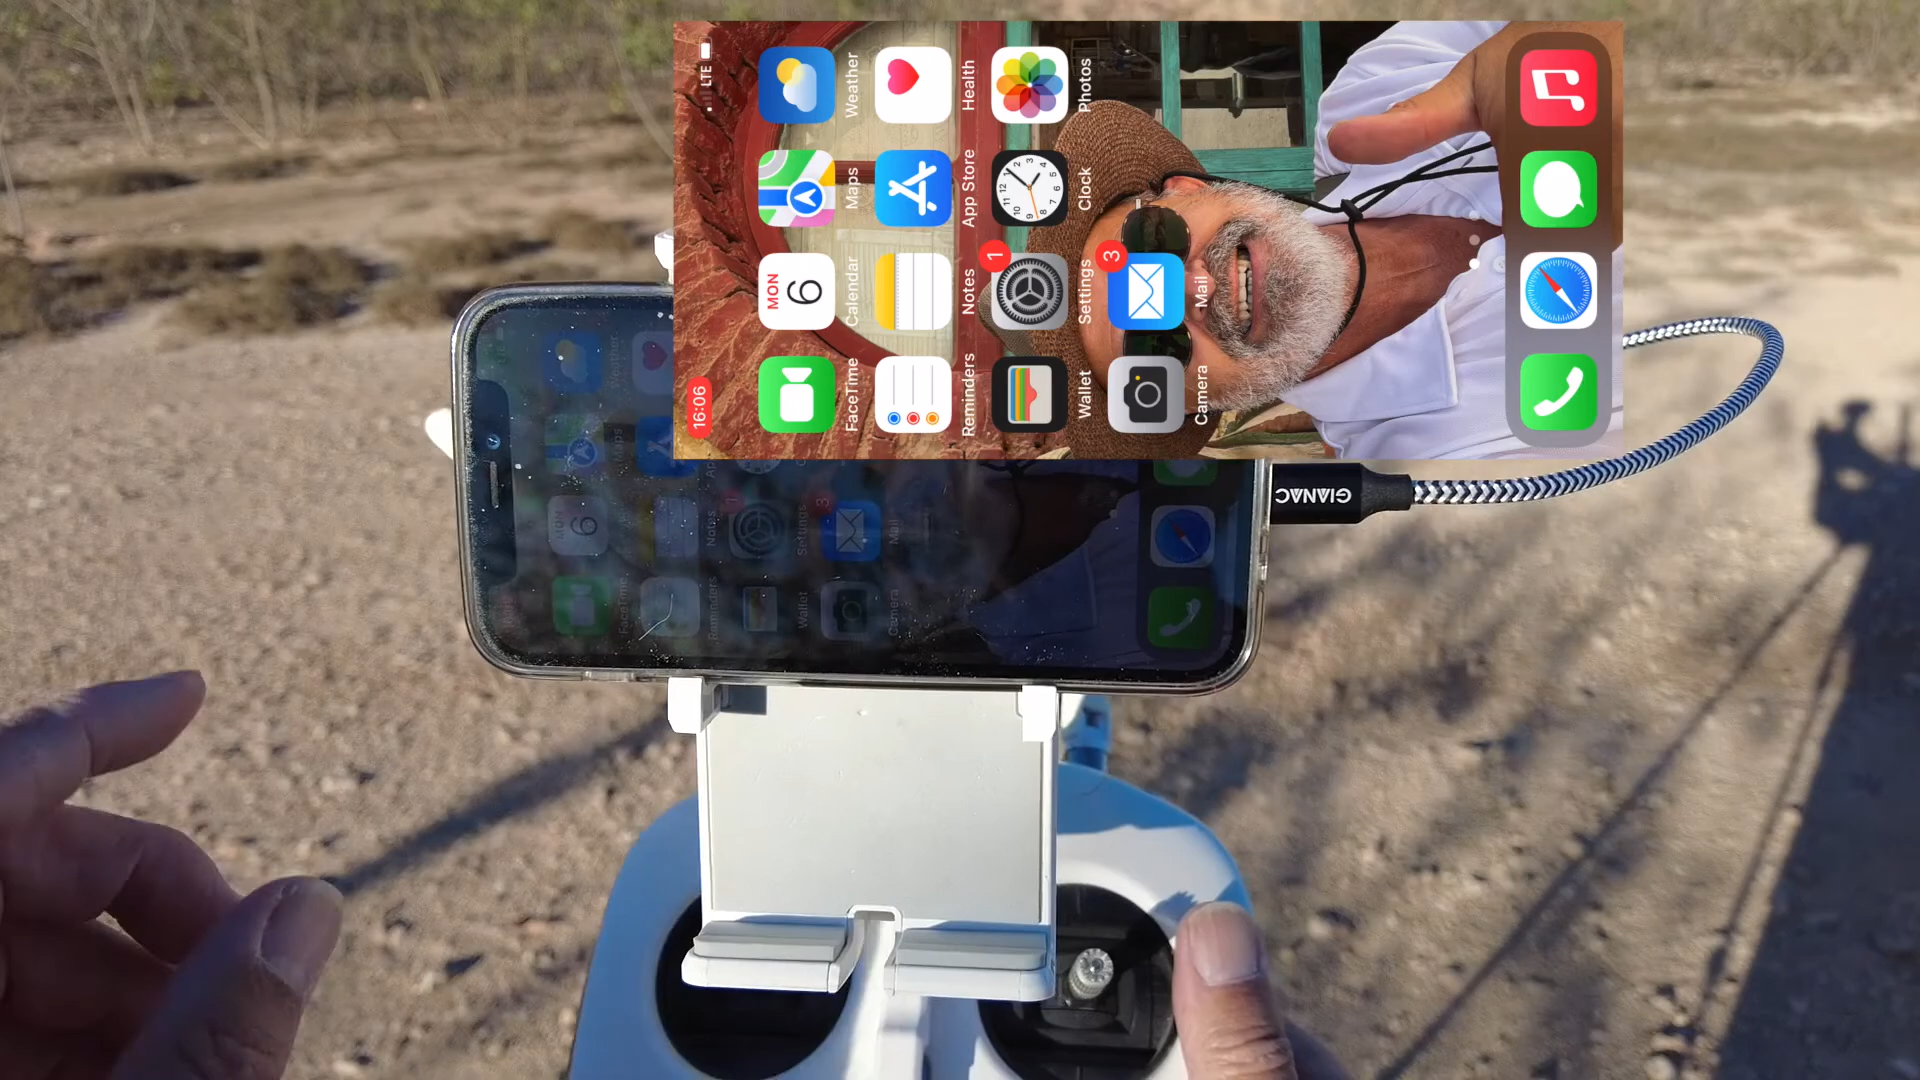 16:06
LTE
FaceTime
MON
6
Calendar
Maps
Weather
Reminders
Notes
App Store
Health
Wallet
1
Settings
Clock
Photos
Camera
3
Mail
GIANAC